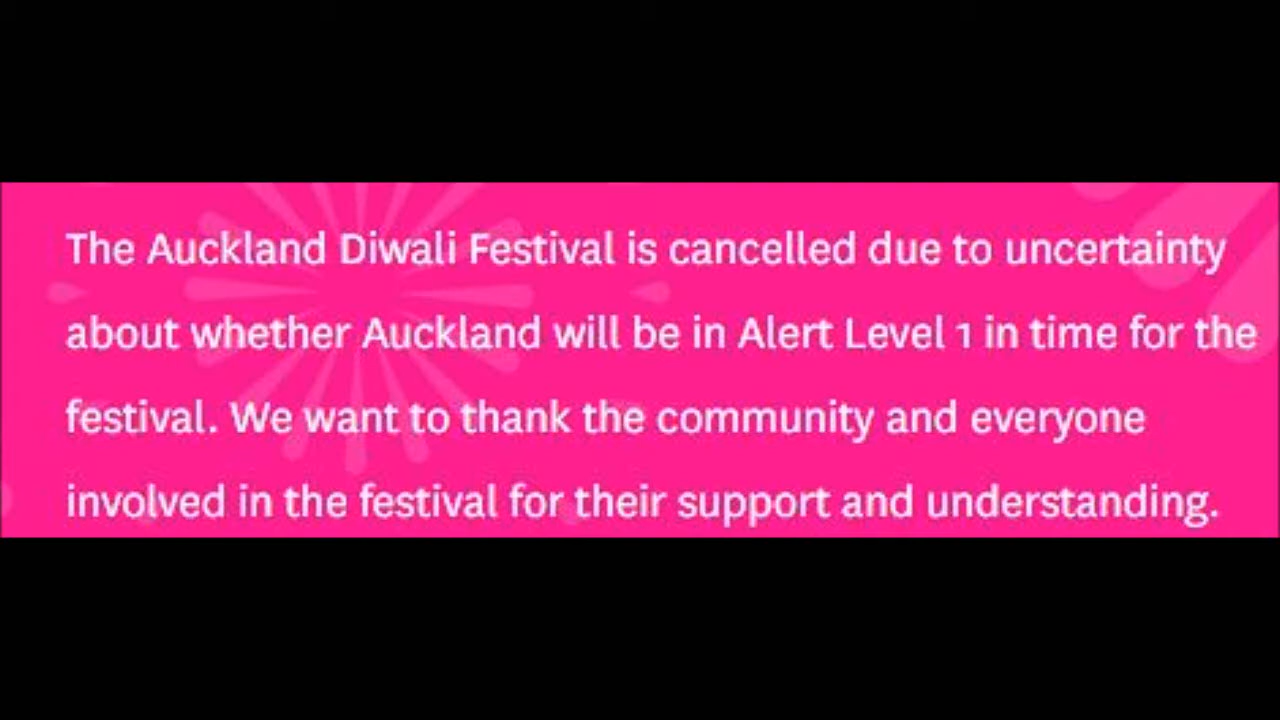 The Auckland Diwali Festival is cancelled due to uncertainty
about whether Auckland will be in Alert Level 1 in time for the
festival. We want to thank the community and everyone
involved in the festival for their support and understanding.